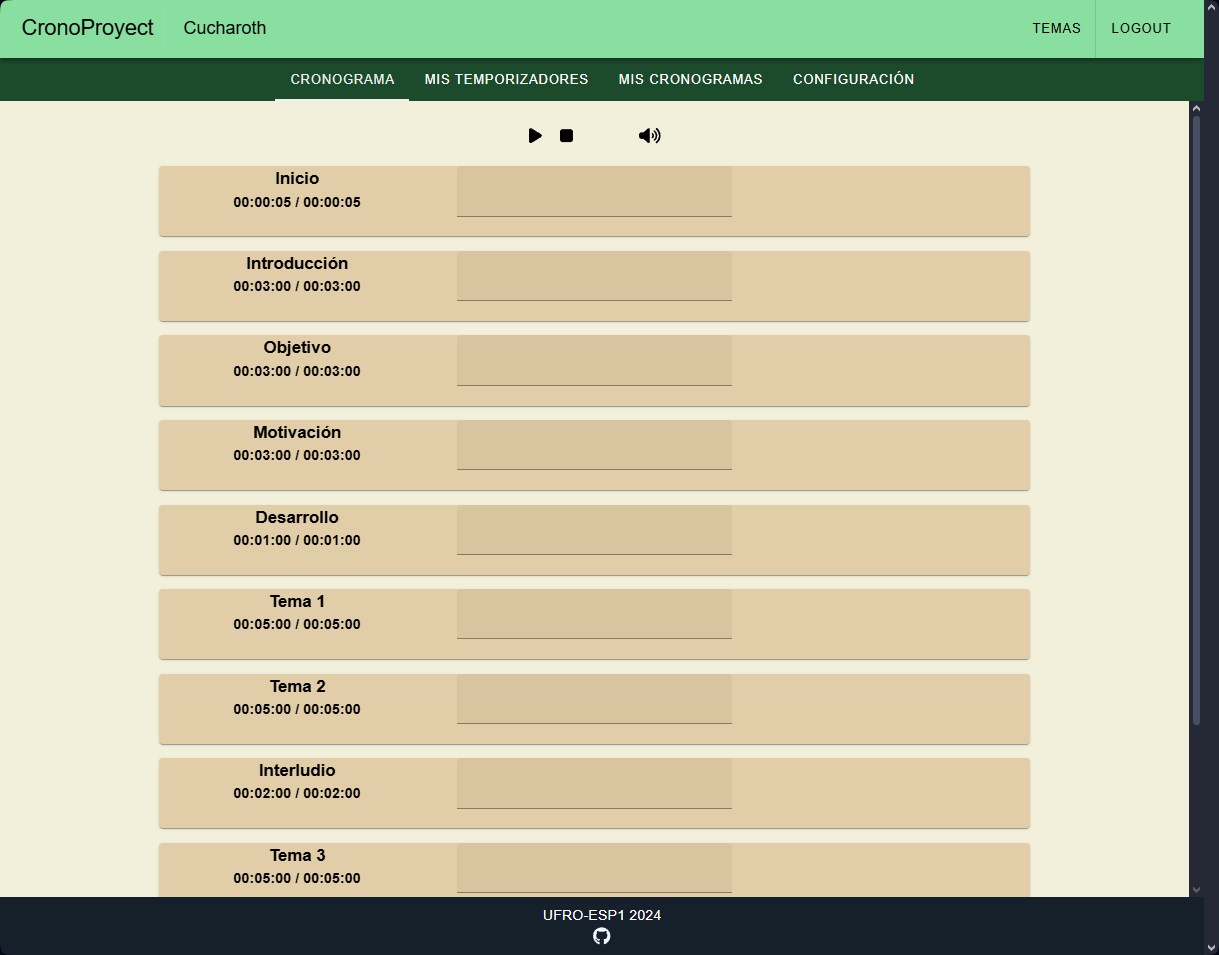 CronoProyect
Cucharoth
TEMAS
LOGOUT
CRONOGRAMA
MIS TEMPORIZADORES
MIS CRONOGRAMAS
CONFIGURACIÓN
Inicio
00:00:05 / 00:00:05
Introducción
00:03:00 / 00:03:00
Objetivo
00:03:00 / 00:03:00
Motivación
00:03:00 / 00:03:00
Desarrollo
00:01:00 / 00:01:00
Tema 1
00:05:00 / 00:05:00
Tema 2
00:05:00 / 00:05:00
Interludio
00:02:00 / 00:02:00
Tema 3
00:05:00 / 00:05:00
UFRO-ESP1 2024